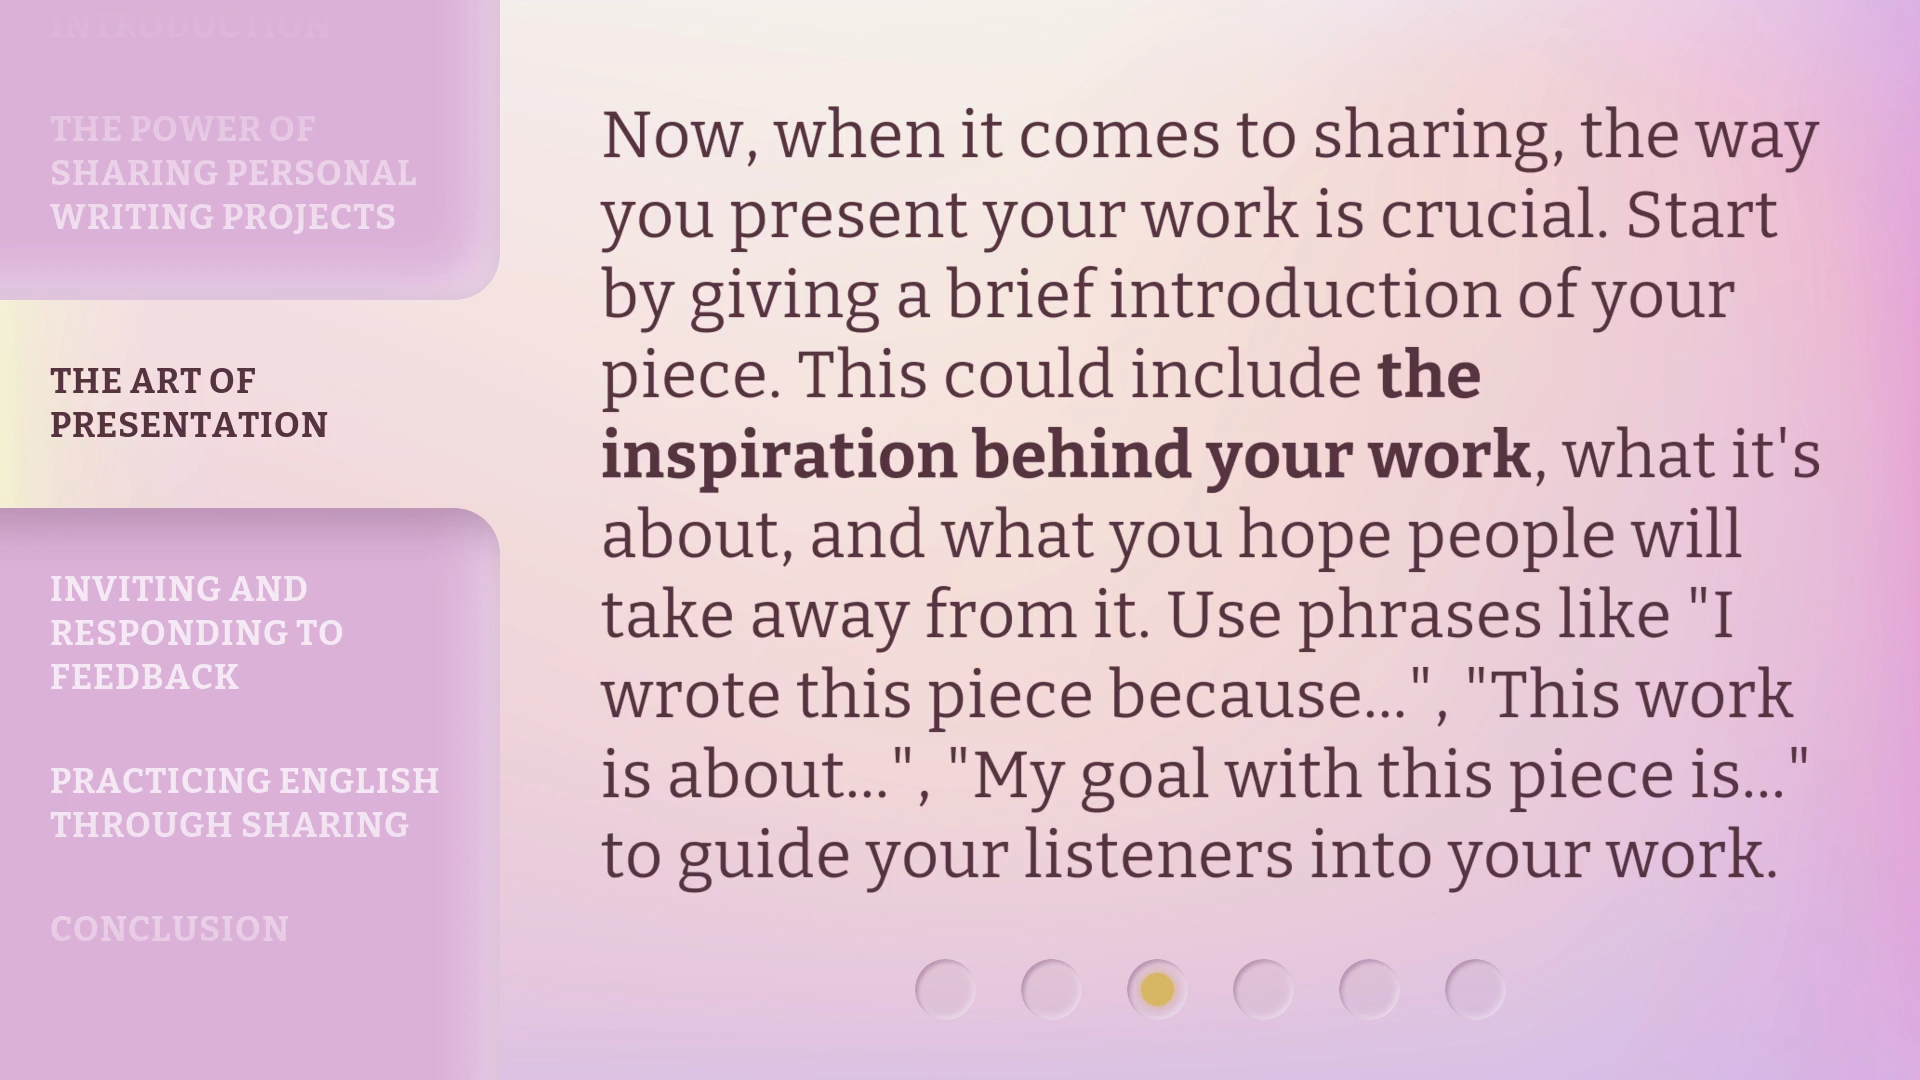 INTRODUCTION
THE POWER OF
SHARING PERSONAL
WRITING PROJECTS
THE ART OF
PRESENTATION
INVITING AND
RESPONDING TO
FEEDBACK
PRACTICING ENGLISH
THROUGH SHARING
CONCLUSION
Now, when it comes to sharing, the way
you present your work is crucial. Start
by giving a brief introduction of your
piece. This could include the
inspiration behind your work, what it's
about, and what you hope people will
take away from it. Use phrases like "I
wrote this piece because...", "This work
is about...", "My goal with this piece is..."
to guide your listeners into your work.